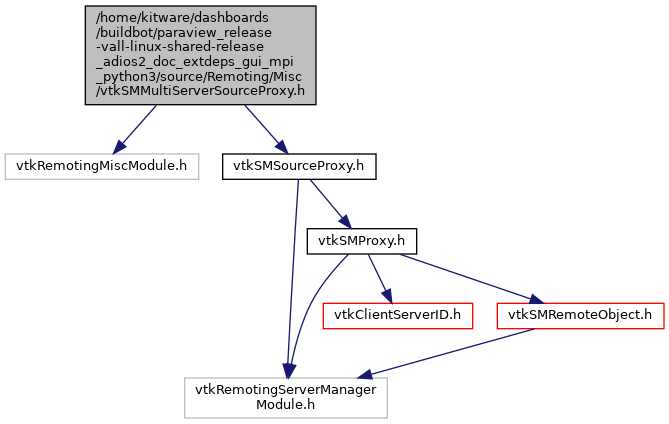 /home/kitware/dashboards
/buildbot/paraview_release
-vall-linux-shared-release
_adios2_doc_extdeps_gui_mpi
_python3/source/Remoting/Misc
/vtkSMMultiServerSourceProxy.h
vtkRemotingMiscModule.h
vtkSMSourceProxy.h
vtkSMProxy.h
vtkClientServerID.h
vtkSMRemoteObject.h
vtkRemotingServerManager
Module.h